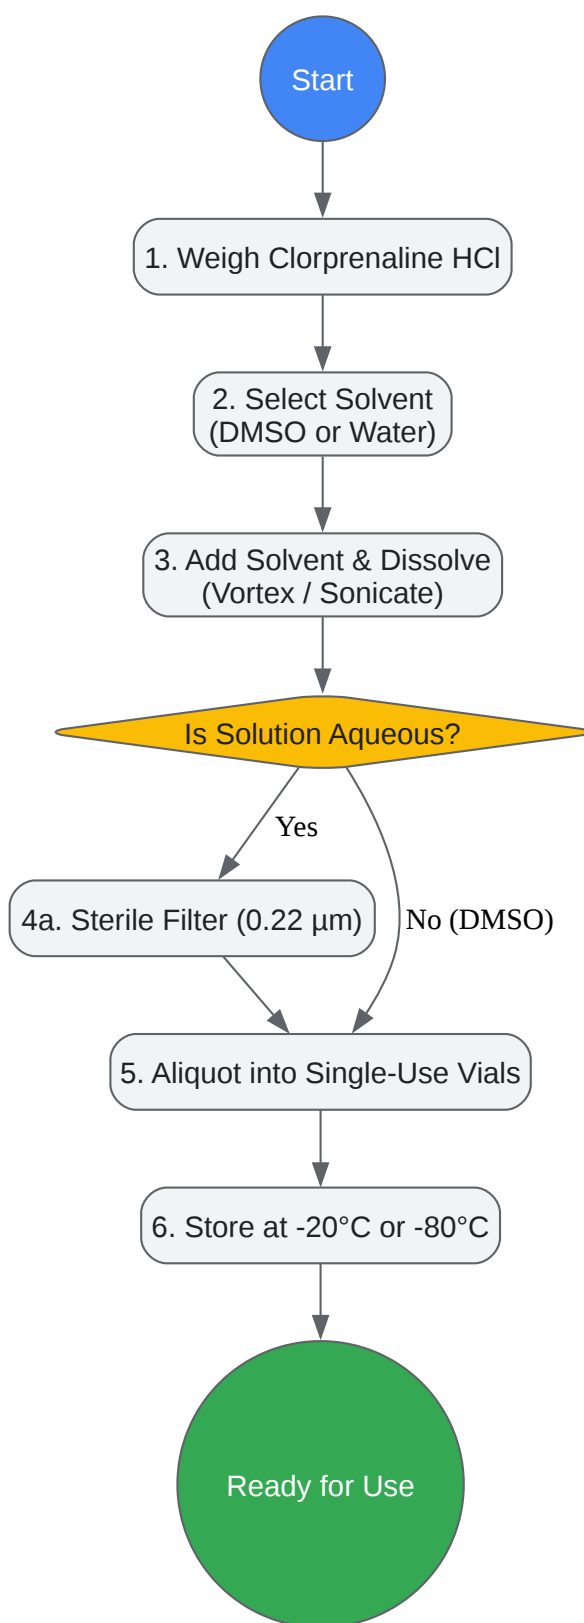 Start
1. Weigh Clorprenaline HCl
2. Select Solvent
(DMSO or Water)
3. Add Solvent & Dissolve
(Vortex / Sonicate)
Is Solution Aqueous?
Yes
4a. Sterile Filter (0.22 µm)
No (DMSO)
5. Aliquot into Single-Use Vials
6. Store at -20°C or -80°C
Ready for Use